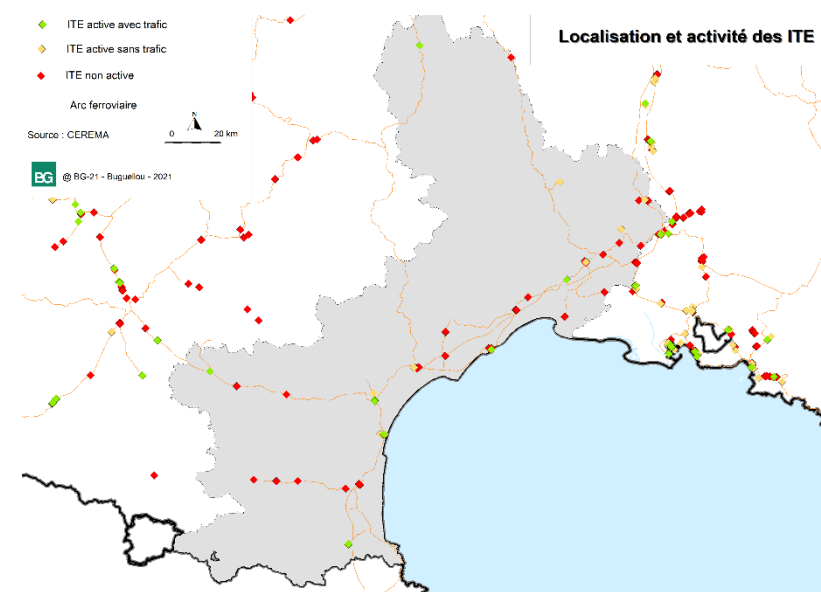 Localisation et activité des ITE
ITE active avec trafic
ITE active sans trafic
ITE non active
Arc ferroviaire
N
Source : CEREMA
0 20 km
BG @ BG-21 - Buguellou - 2021